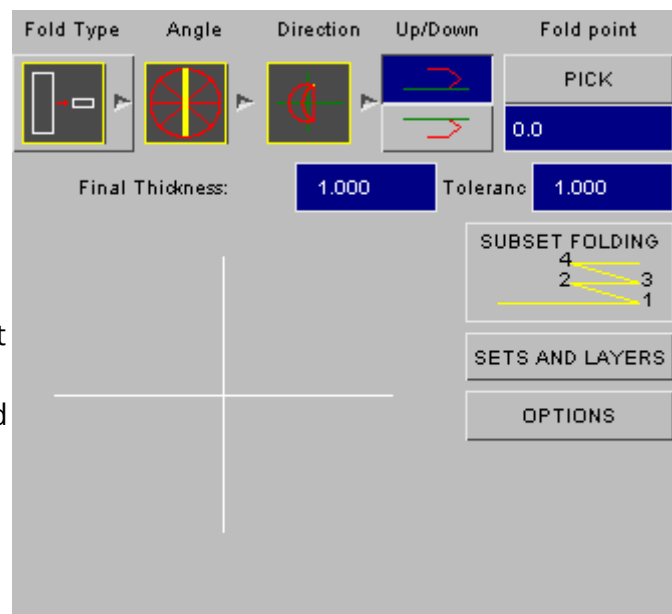 Fold Type Angle Direction Up/Down Fold point
PICK
0.0
Final Thickness: 1.000 Toleranc 1.000
SUBSET FOLDING
4
2 3
1
t
SETS AND LAYERS
d
OPTIONS